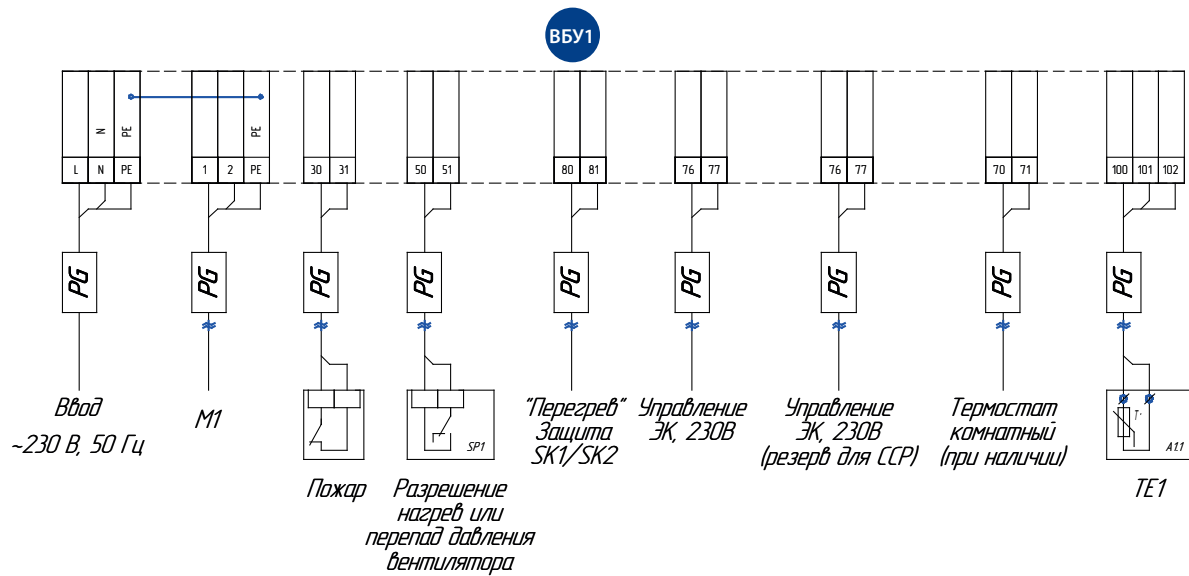 ВБУ1
N PE PE
L N PE 1 2 PE 30 31 50 51 80 81 76 77 76 77 70 71 100 101 102
PG PG PG PG PG PG PG PG PG
Ввод
~230 В, 50 Гц
М1
Пожар
SP1
Разрешение
нагрев или
перепад давления
вентилятора
"Перегрев"
Защита
SK1/SK2
Управление
ЭК, 230В
Управление
ЭК, 230В
(резерв для ССР)
Термостат
комнатный
(при наличии)
T°
A1.1
TE1